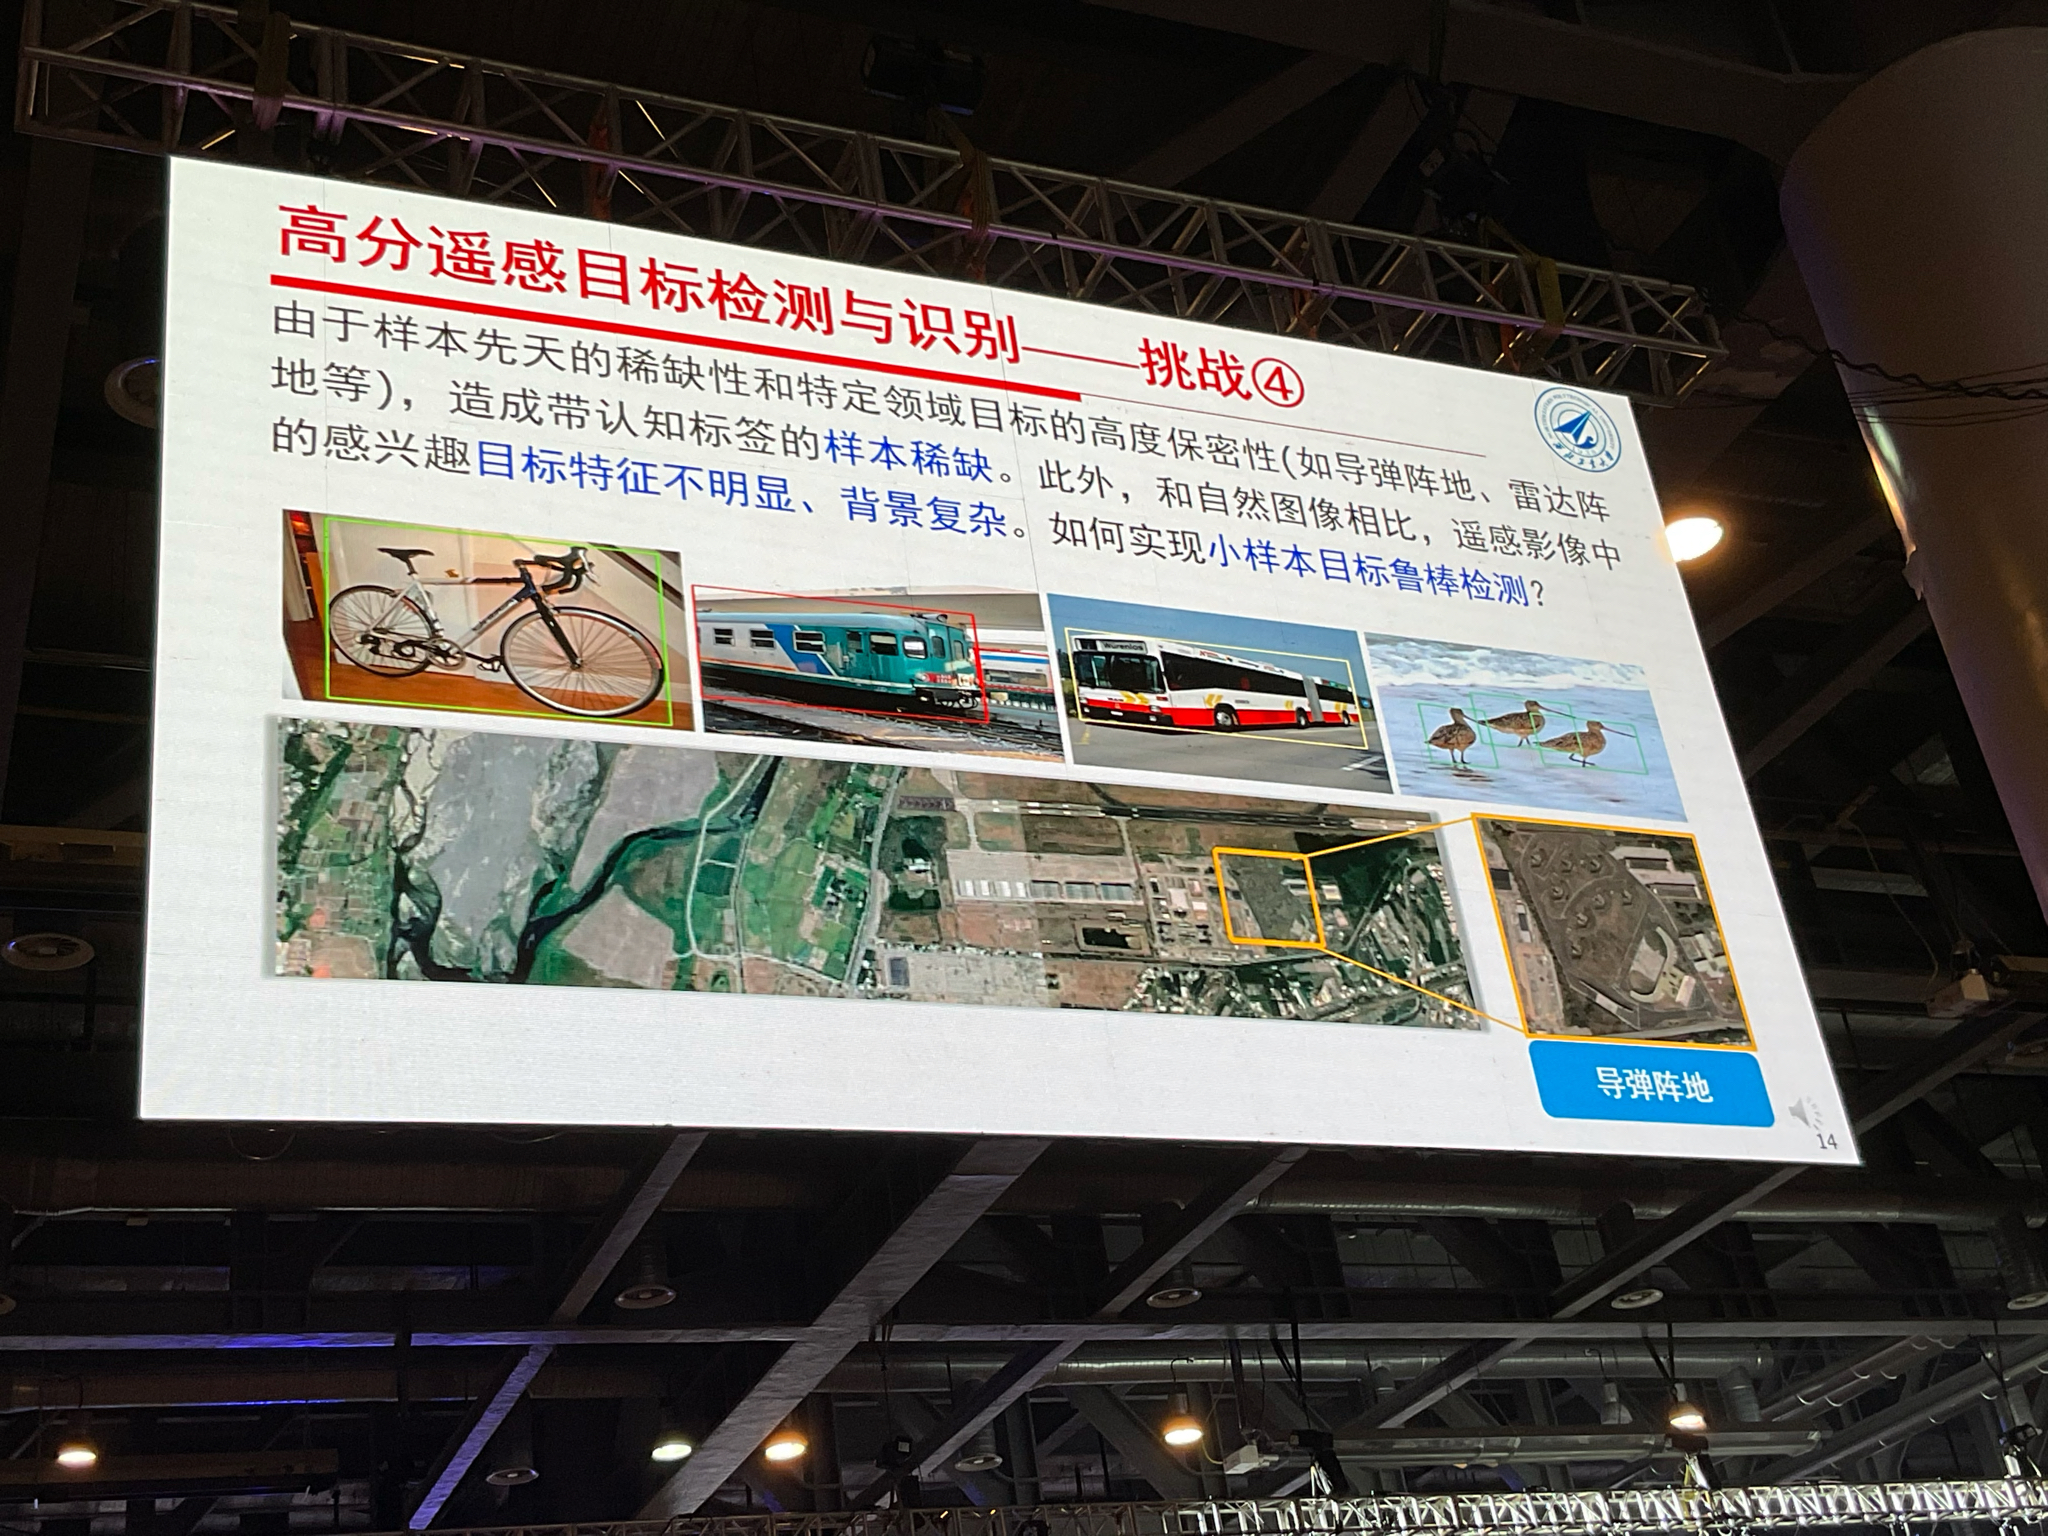 高分遥感目标检测与识别——挑战④
由于样本先天的稀缺性和特定领域目标的高度保密性(如导弹阵地、雷达阵
地等)，造成带认知标签的样本稀缺。此外，和自然图像相比，遥感影像中
的感兴趣目标特征不明显、背景复杂。如何实现小样本目标鲁棒检测?
Würenlos
导弹阵地
14